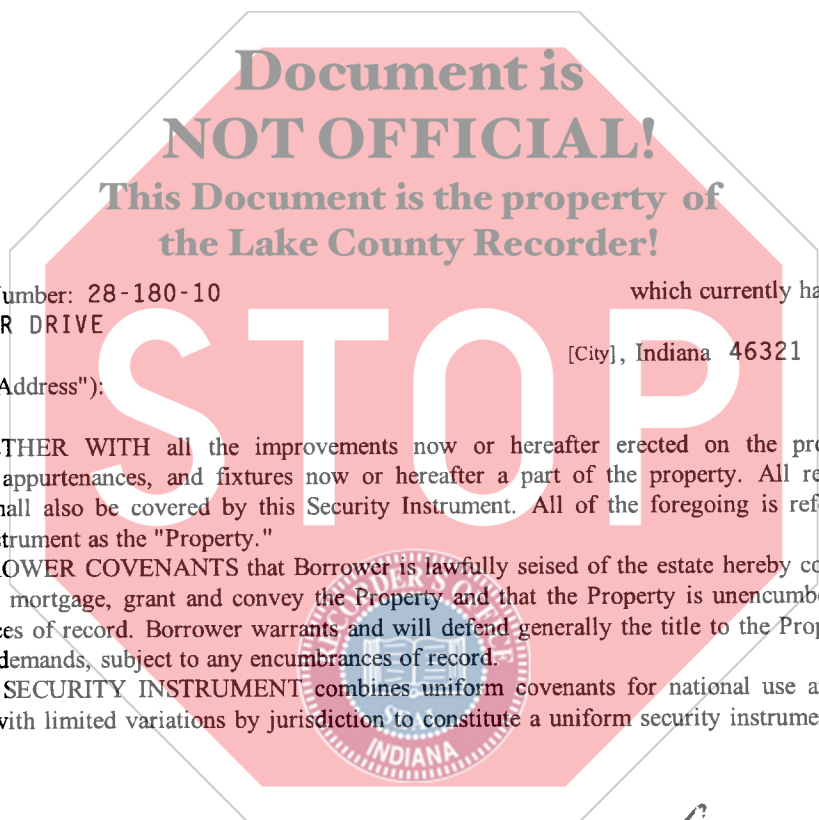 Document is
NOT OFFICIAL!
This Document is the property of
the Lake County Recorder!
umber: 28-180-10 which currently ha
R DRIVE
[City], Indiana 46321
Address"):
STOP
THER WITH all the improvements now or hereafter erected on the pro
appurtenances, and fixtures now or hereafter a part of the property. All re
hall also be covered by this Security Instrument. All of the foregoing is ref
trument as the "Property."
OWER COVENANTS that Borrower is lawfully seised of the estate hereby co
mortgage, grant and convey the Property and that the Property is unencumb
ces of record. Borrower warrants and will defend generally the title to the Prop
demands, subject to any encumbrances of record.
SECURITY INSTRUMENT combines uniform covenants for national use a
with limited variations by jurisdiction to constitute a uniform security instrume
RECORDER'S OFFICE
SEAL
INDIANA